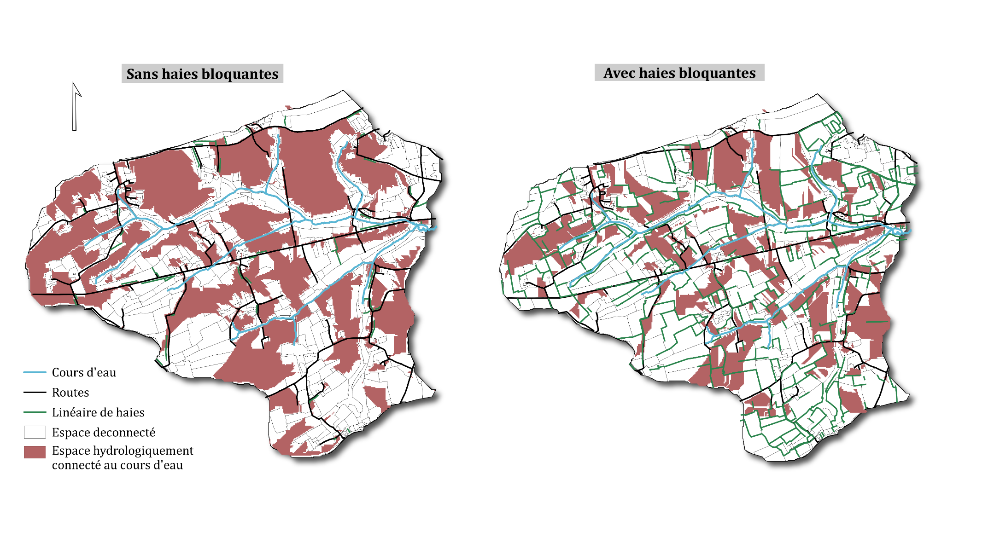 Sans haies bloquantes
Avec haies bloquantes
Cours d'eau
Routes
Linéaire de haies
Espace deconnecté
Espace hydrologiquement
connecté au cours d'eau